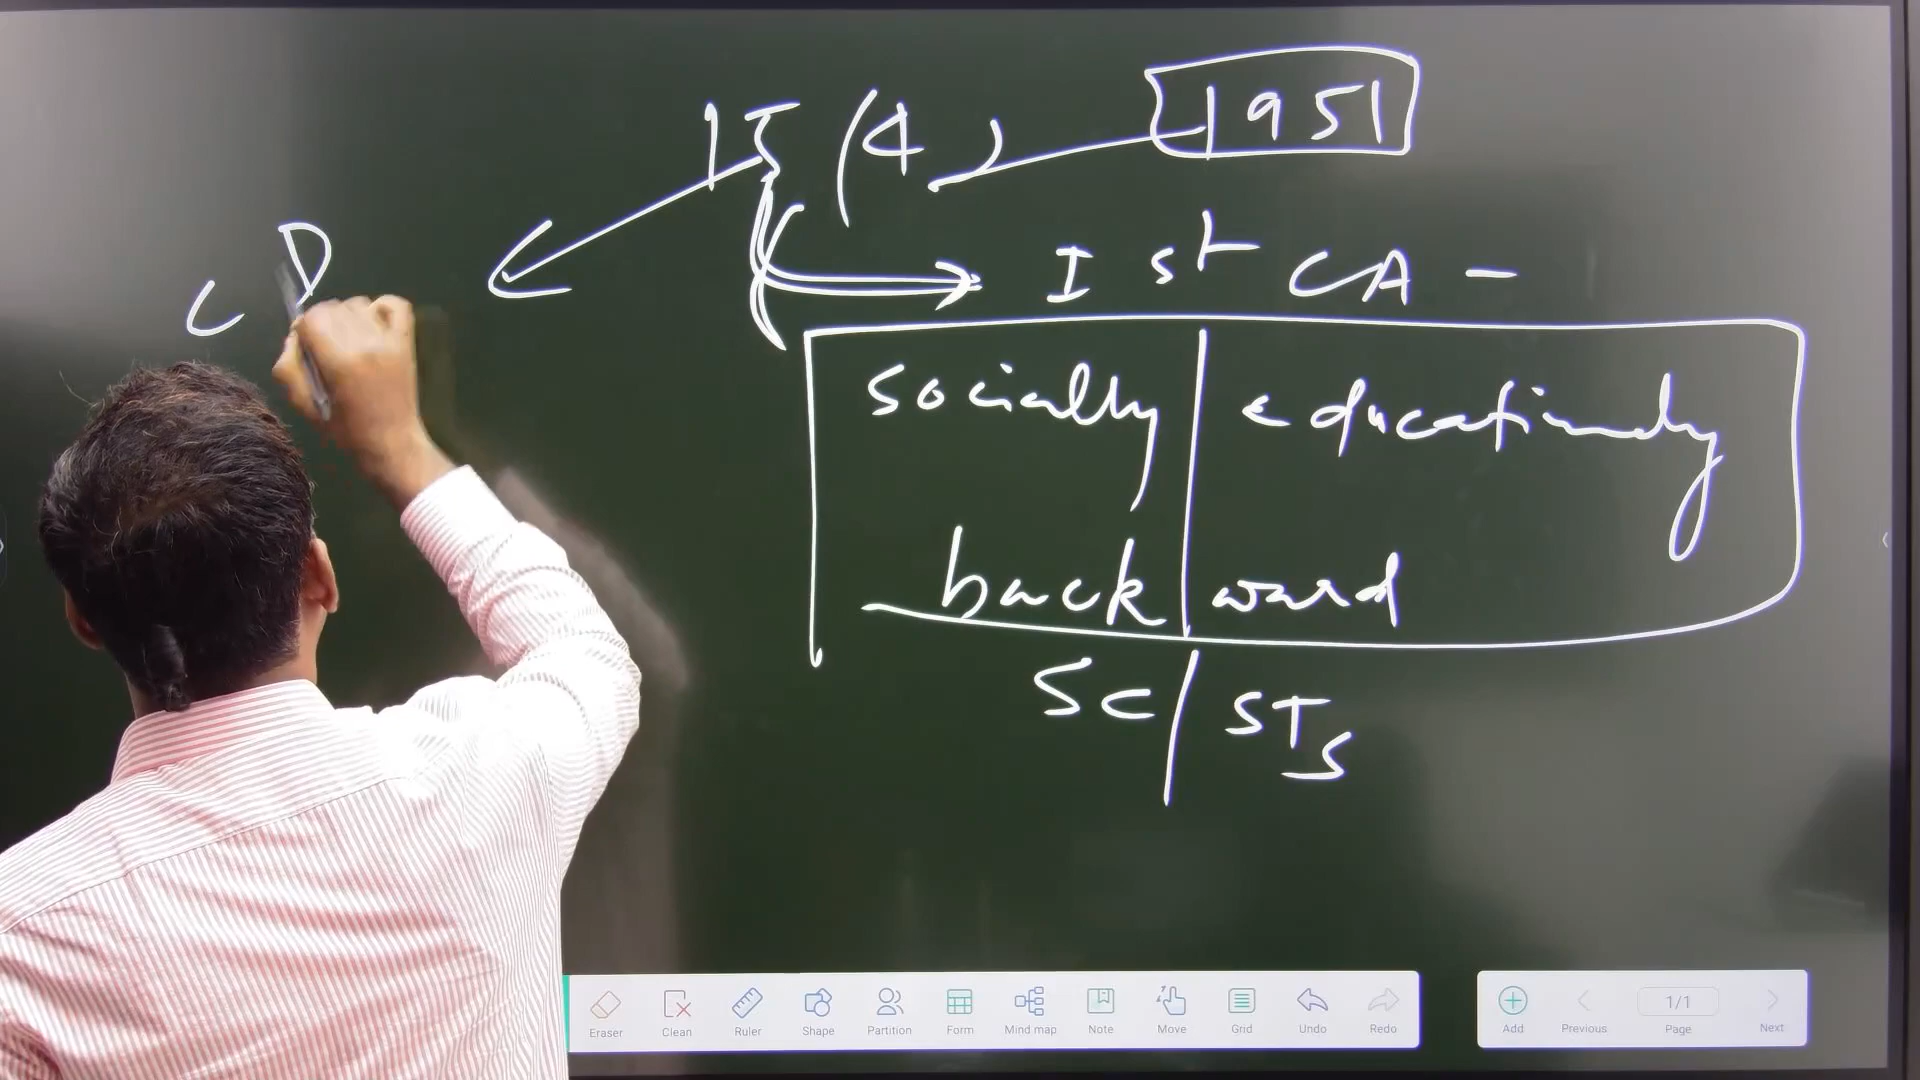 15 (4) 1951
Ist CA -
C D
socially educationally
backward
SC / STs
Eraser Clean Ruler Shape Partition Form Mind map Note Move Grid Undo Redo Add Previous 1/1 Page Next